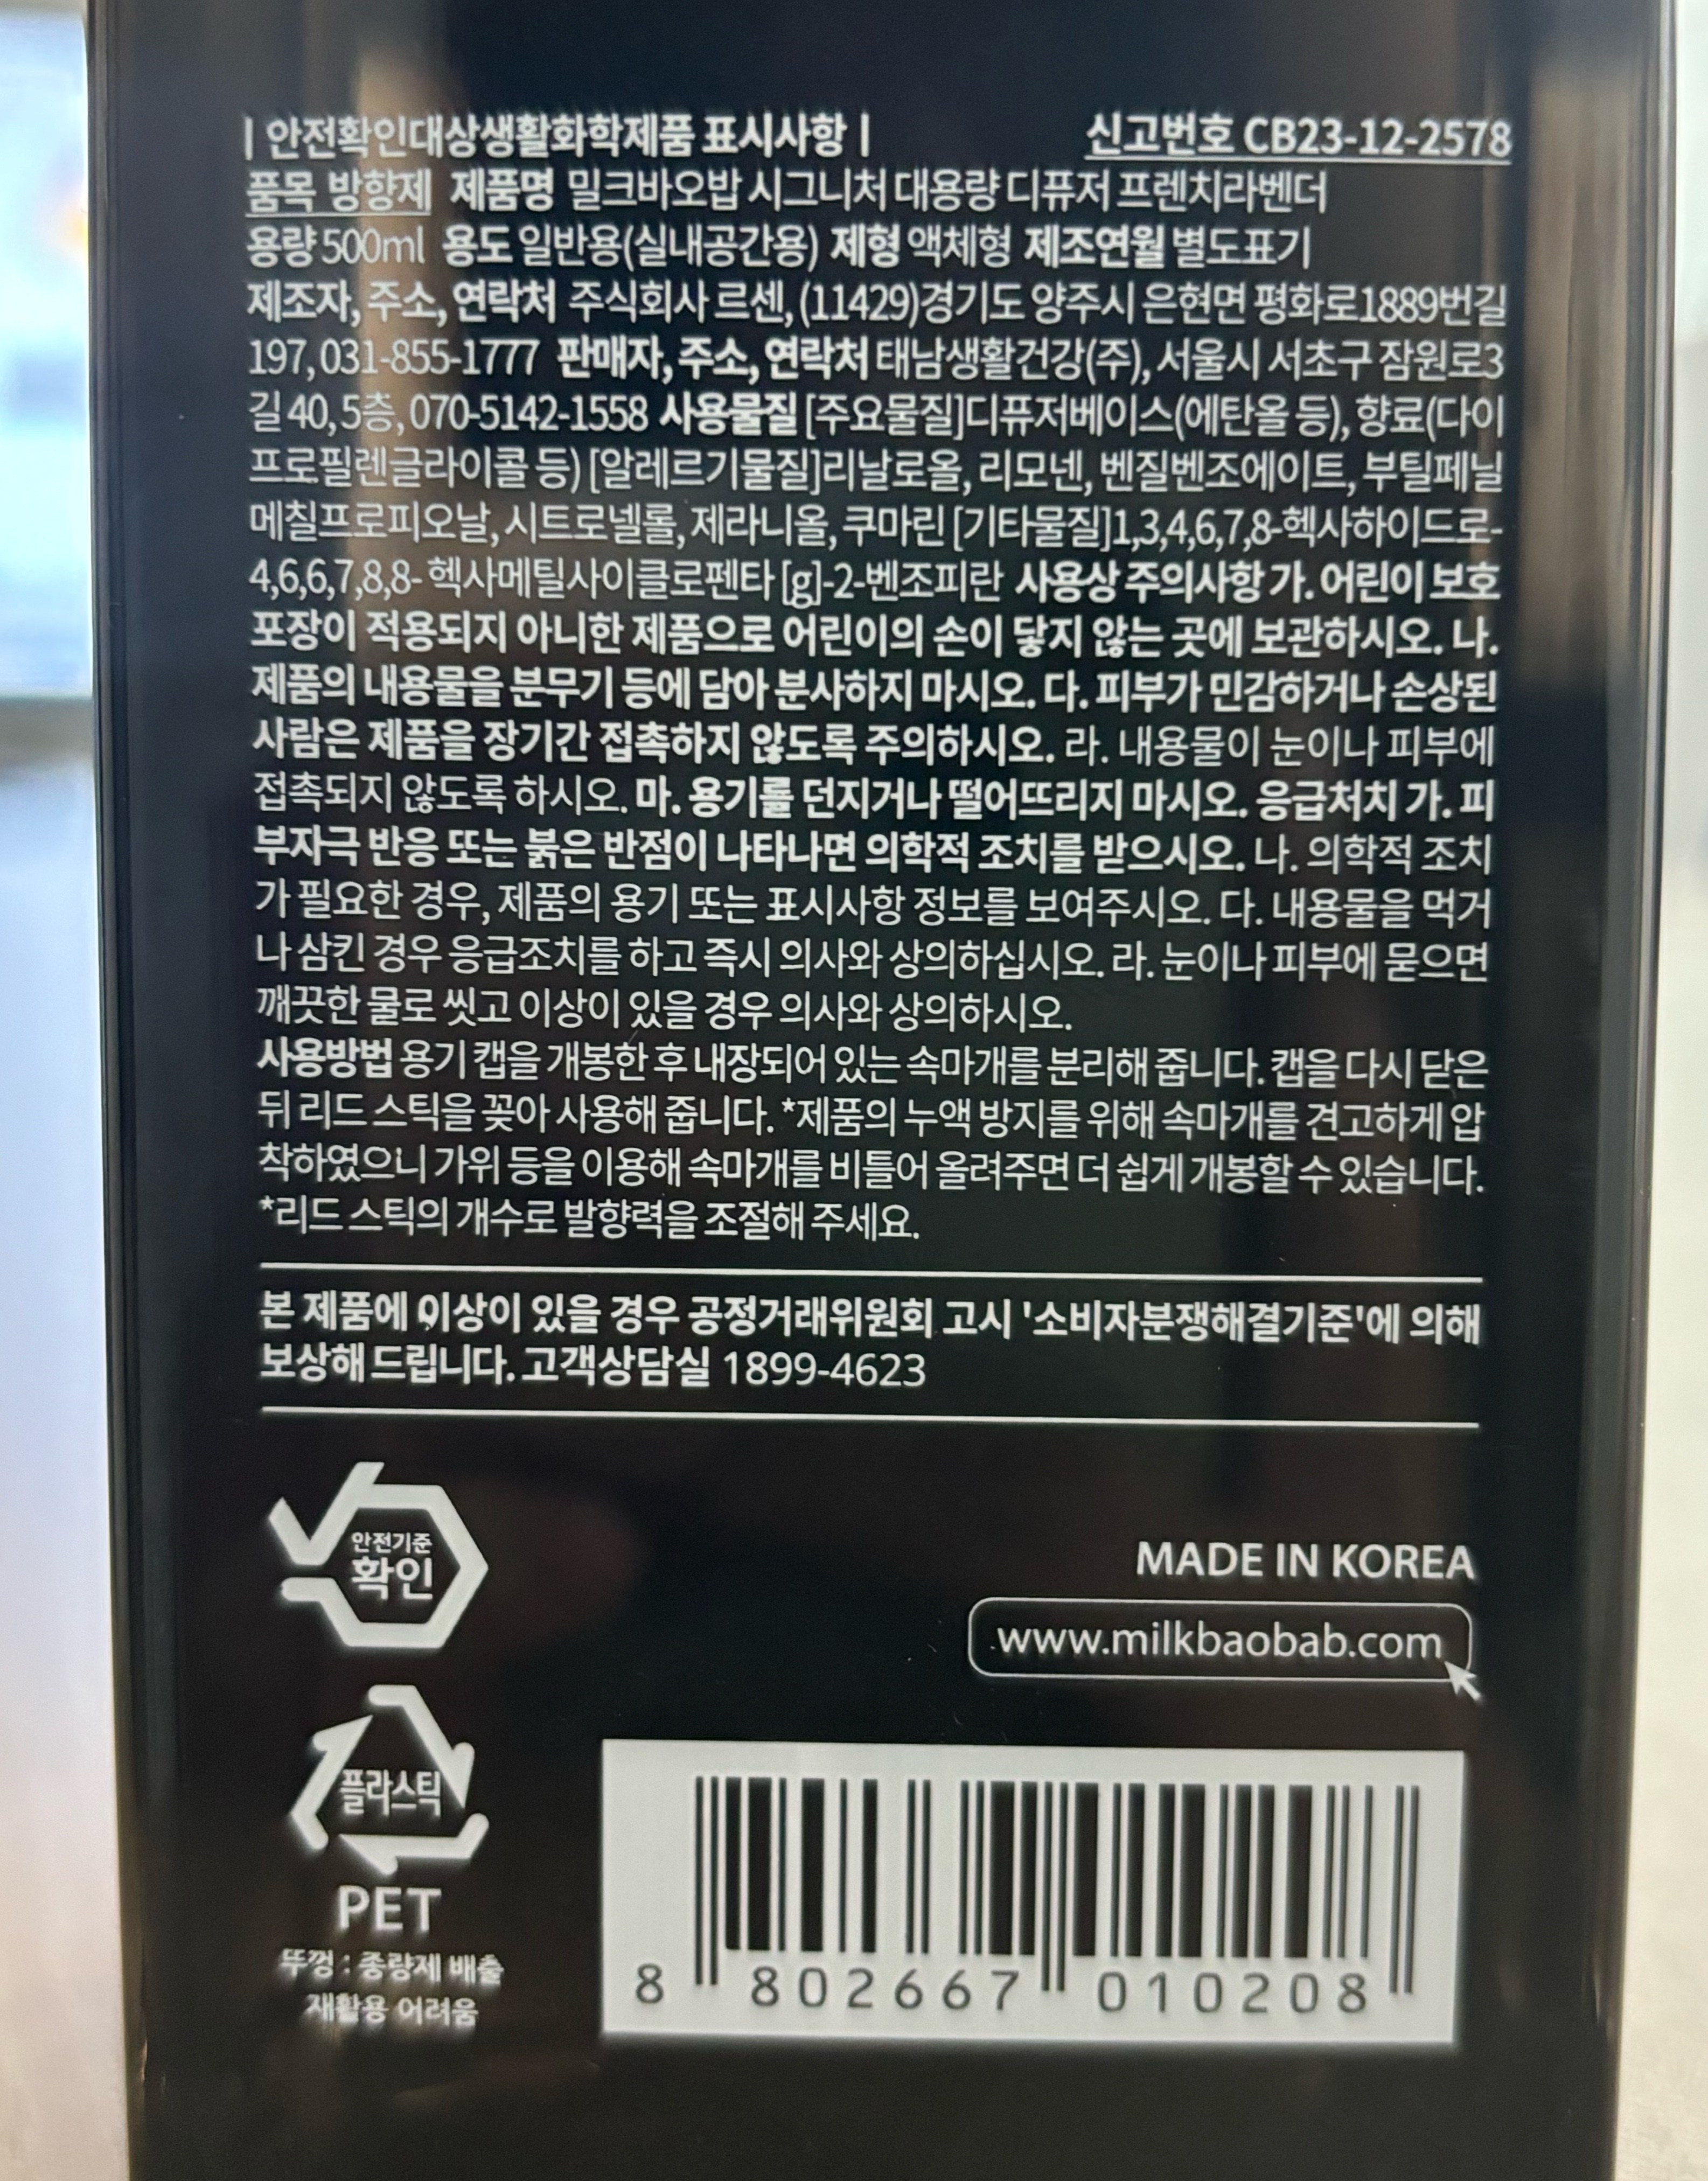 | 안전확인대상생활화학제품 표시사항 | 신고번호 CB23-12-2578
품목 방향제 제품명 밀크바오밥 시그니처 대용량 디퓨저 프렌치라벤더
용량 500ml 용도 일반용(실내공간용) 제형 액체형 제조연월 별도표기
제조자, 주소, 연락처 주식회사 르센, (11429)경기도 양주시 은현면 평화로1889번길
197, 031-855-1777 판매자, 주소, 연락처 태남생활건강(주), 서울시 서초구 잠원로3
길 40, 5층, 070-5142-1558 사용물질 [주요물질]디퓨저베이스(에탄올 등), 향료(다이
프로필렌글라이콜 등) [알레르기물질]리날로올, 리모넨, 벤질벤조에이트, 부틸페닐
메칠프로피오날, 시트로넬롤, 제라니올, 쿠마린 [기타물질]1,3,4,6,7,8-헥사하이드로-
4,6,6,7,8,8- 헥사메틸사이클로펜타 [g]-2-벤조피란 사용상 주의사항 가. 어린이 보호
포장이 적용되지 아니한 제품으로 어린이의 손이 닿지 않는 곳에 보관하시오. 나.
제품의 내용물을 분무기 등에 담아 분사하지 마시오. 다. 피부가 민감하거나 손상된
사람은 제품을 장기간 접촉하지 않도록 주의하시오. 라. 내용물이 눈이나 피부에
접촉되지 않도록 하시오. 마. 용기를 던지거나 떨어뜨리지 마시오. 응급처치 가. 피
부자극 반응 또는 붉은 반점이 나타나면 의학적 조치를 받으시오. 나. 의학적 조치
가 필요한 경우, 제품의 용기 또는 표시사항 정보를 보여주시오. 다. 내용물을 먹거
나 삼킨 경우 응급조치를 하고 즉시 의사와 상의하십시오. 라. 눈이나 피부에 묻으면
깨끗한 물로 씻고 이상이 있을 경우 의사와 상의하시오.
사용방법 용기 캡을 개봉한 후 내장되어 있는 속마개를 분리해 줍니다. 캡을 다시 닫은
뒤 리드 스틱을 꽂아 사용해 줍니다. *제품의 누액 방지를 위해 속마개를 견고하게 압
착하였으니 가위 등을 이용해 속마개를 비틀어 올려주면 더 쉽게 개봉할 수 있습니다.
*리드 스틱의 개수로 발향력을 조절해 주세요.
본 제품에 이상이 있을 경우 공정거래위원회 고시 '소비자분쟁해결기준'에 의해
보상해 드립니다. 고객상담실 1899-4623
안전기준
확인
MADE IN KOREA
www.milkbaobab.com
플라스틱
PET
뚜껑 : 종량제 배출
재활용 어려움
8 802667 010208